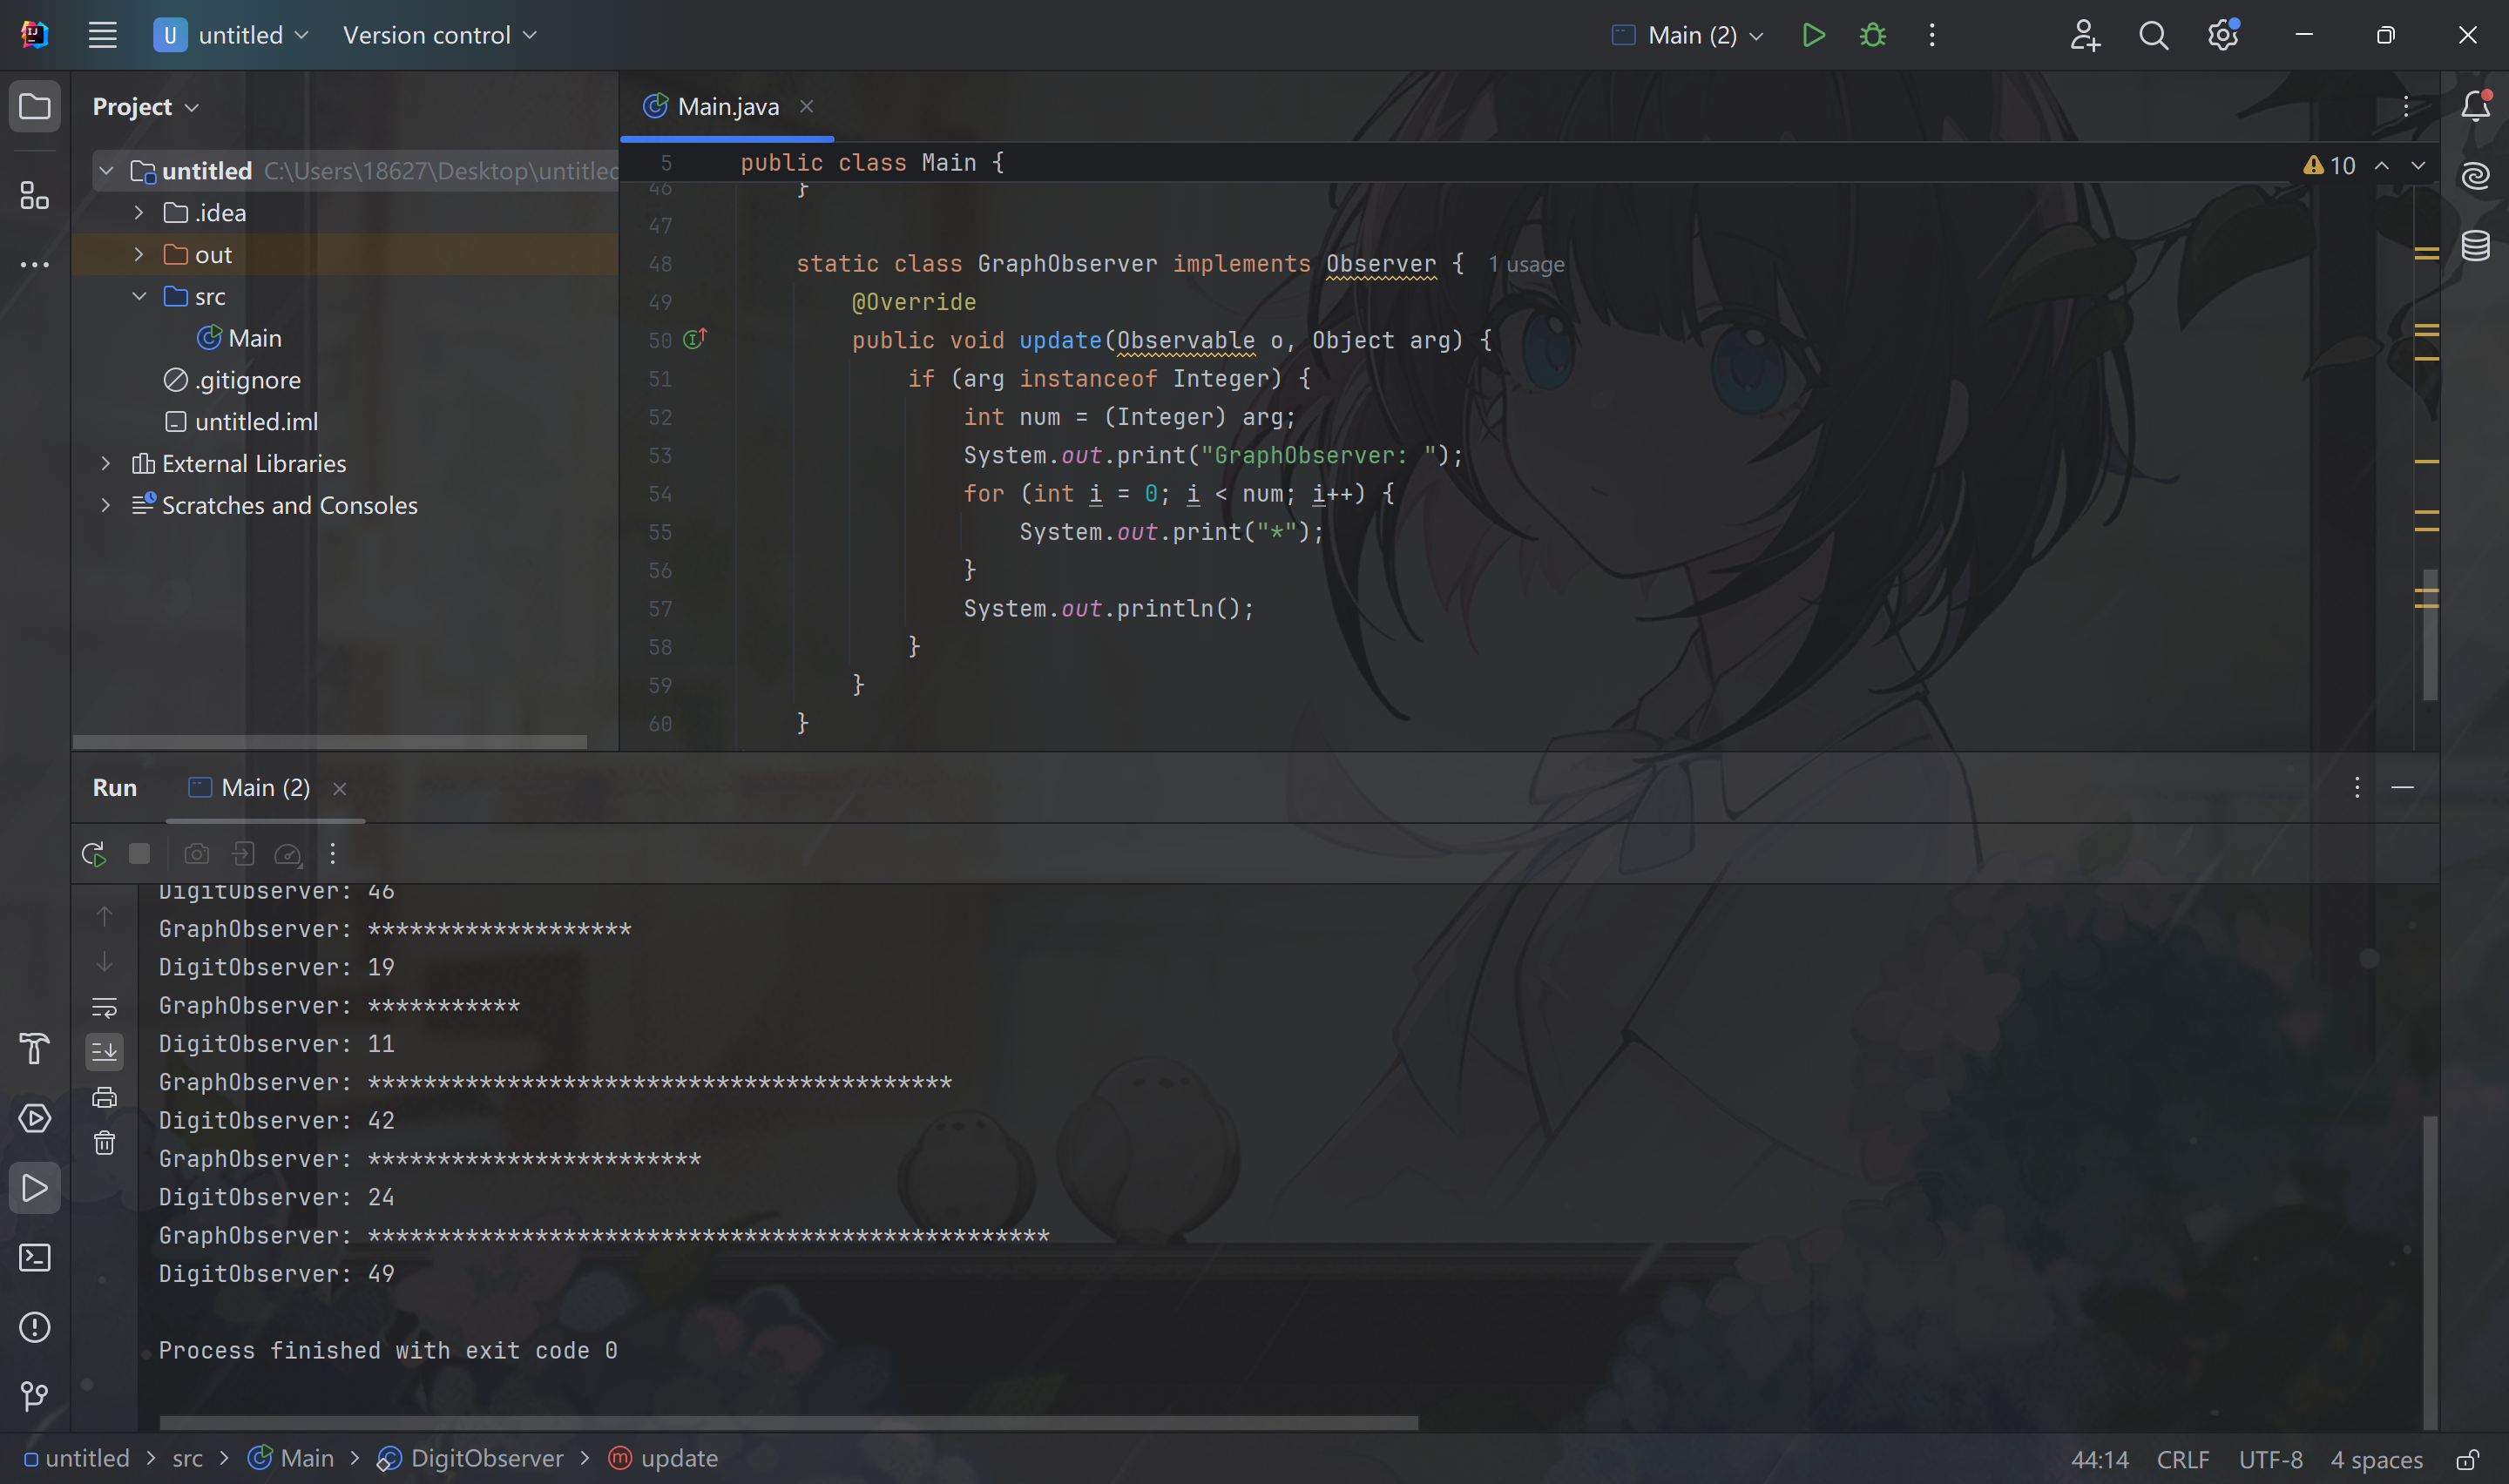 U untitled Version control Main (2)
Project
Main.java
untitled C:\Users\18627\Desktop\untitled
.idea
out
src
Main
.gitignore
untitled.iml
External Libraries
Scratches and Consoles
5 public class Main {
10
46 }
47
48 static class GraphObserver implements Observer { 1 usage
49 @Override
50 public void update(Observable o, Object arg) {
51 if (arg instanceof Integer) {
52 int num = (Integer) arg;
53 System.out.print("GraphObserver: ");
54 for (int i = 0; i < num; i++) {
55 System.out.print("*");
56 }
57 System.out.println();
58 }
59 }
60 }
Run Main (2)
DigitObserver: 46
GraphObserver: *******************
DigitObserver: 19
GraphObserver: ***********
DigitObserver: 11
GraphObserver: ******************************************
DigitObserver: 42
GraphObserver: ************************
DigitObserver: 24
GraphObserver: *************************************************
DigitObserver: 49
Process finished with exit code 0
untitled > src > Main > DigitObserver > update
44:14 CRLF UTF-8 4 spaces